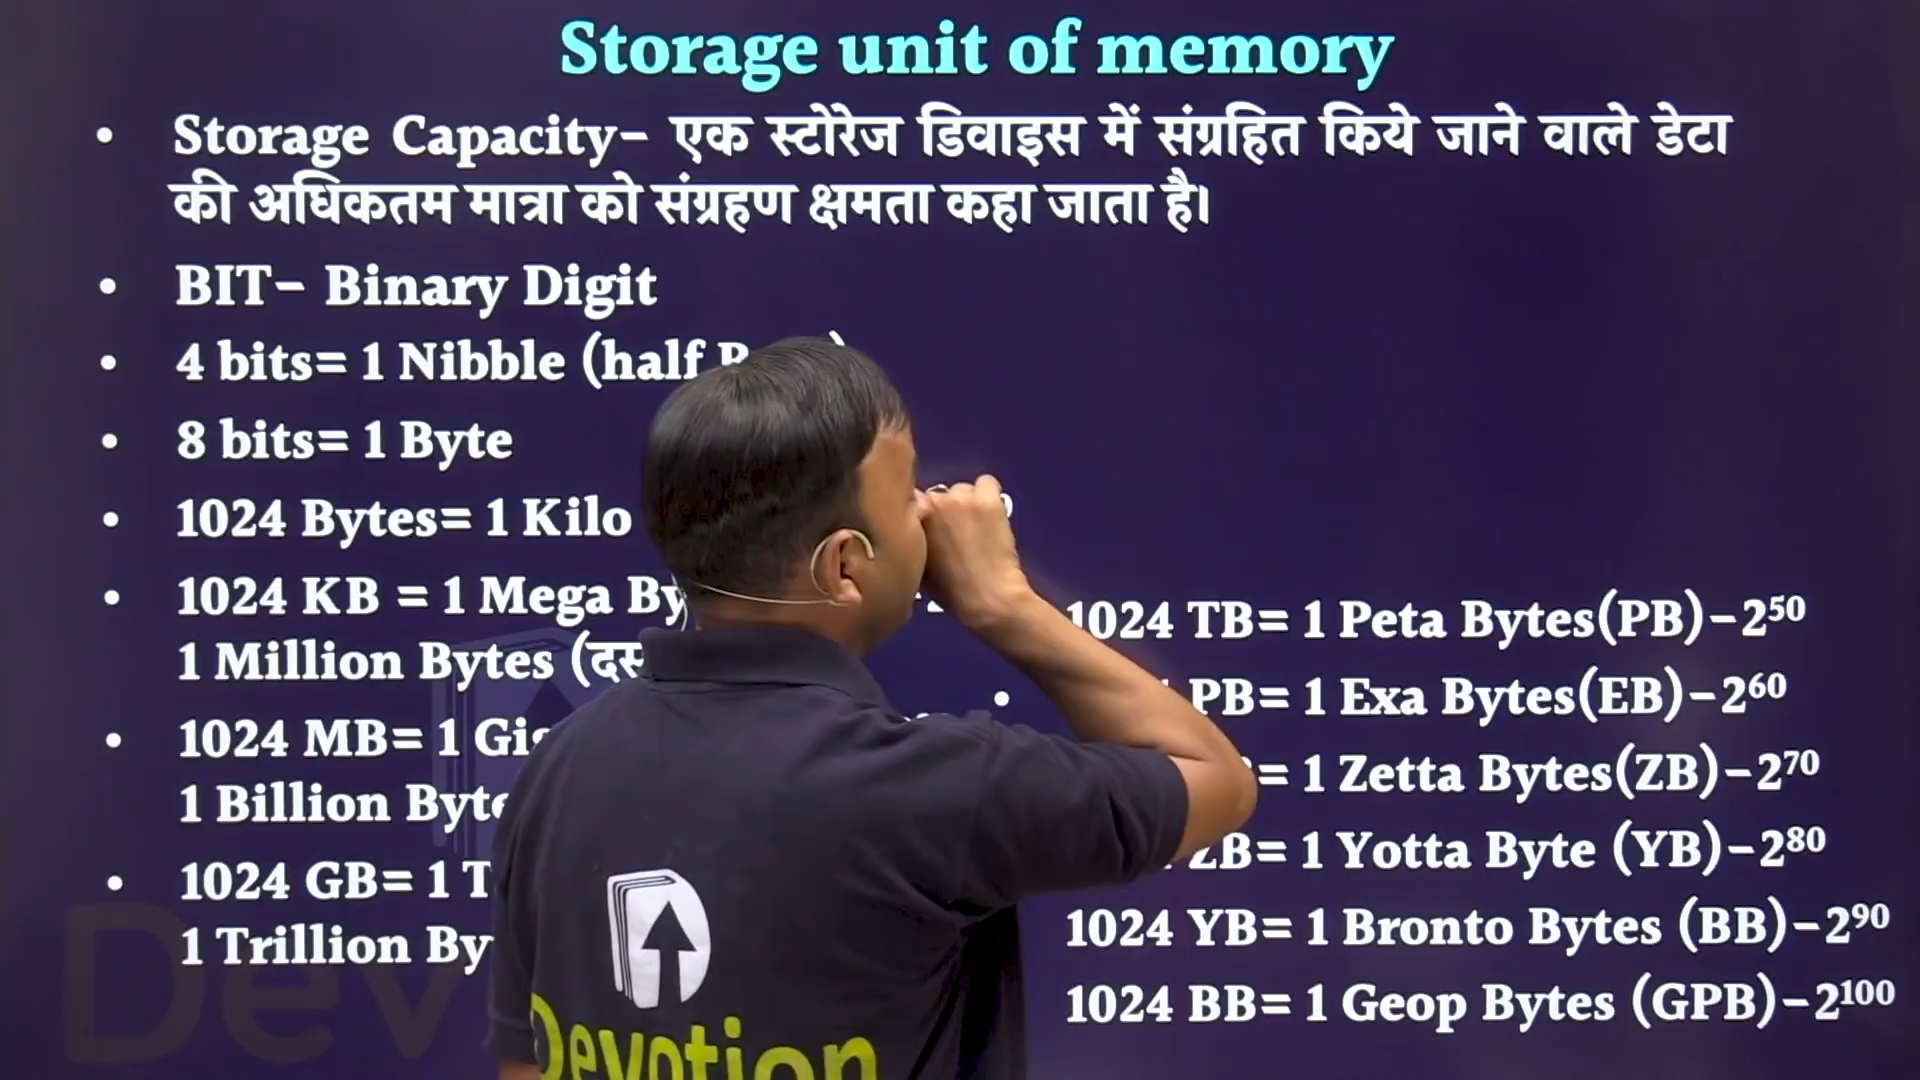 Storage unit of memory
• Storage Capacity– एक स्टोरेज डिवाइस में संग्रहित किये जाने वाले डेटा
की अधिकतम मात्रा को संग्रहण क्षमता कहा जाता है।
• BIT– Binary Digit
• 4 bits= 1 Nibble (half
• 8 bits= 1 Byte
• 1024 Bytes= 1 Kilo
• 1024 KB = 1 Mega
1 Million Bytes
• 1024 MB= 1
1 Billion
• 1024 GB= 1
1 Trillion
1024 TB= 1 Peta Bytes(PB)–2⁵⁰
• PB= 1 Exa Bytes(EB)–2⁶⁰
= 1 Zetta Bytes(ZB)–2⁷⁰
ZB= 1 Yotta Byte (YB)–2⁸⁰
1024 YB= 1 Bronto Bytes (BB)–2⁹⁰
1024 BB= 1 Geop Bytes (GPB)–2¹⁰⁰
Devotion